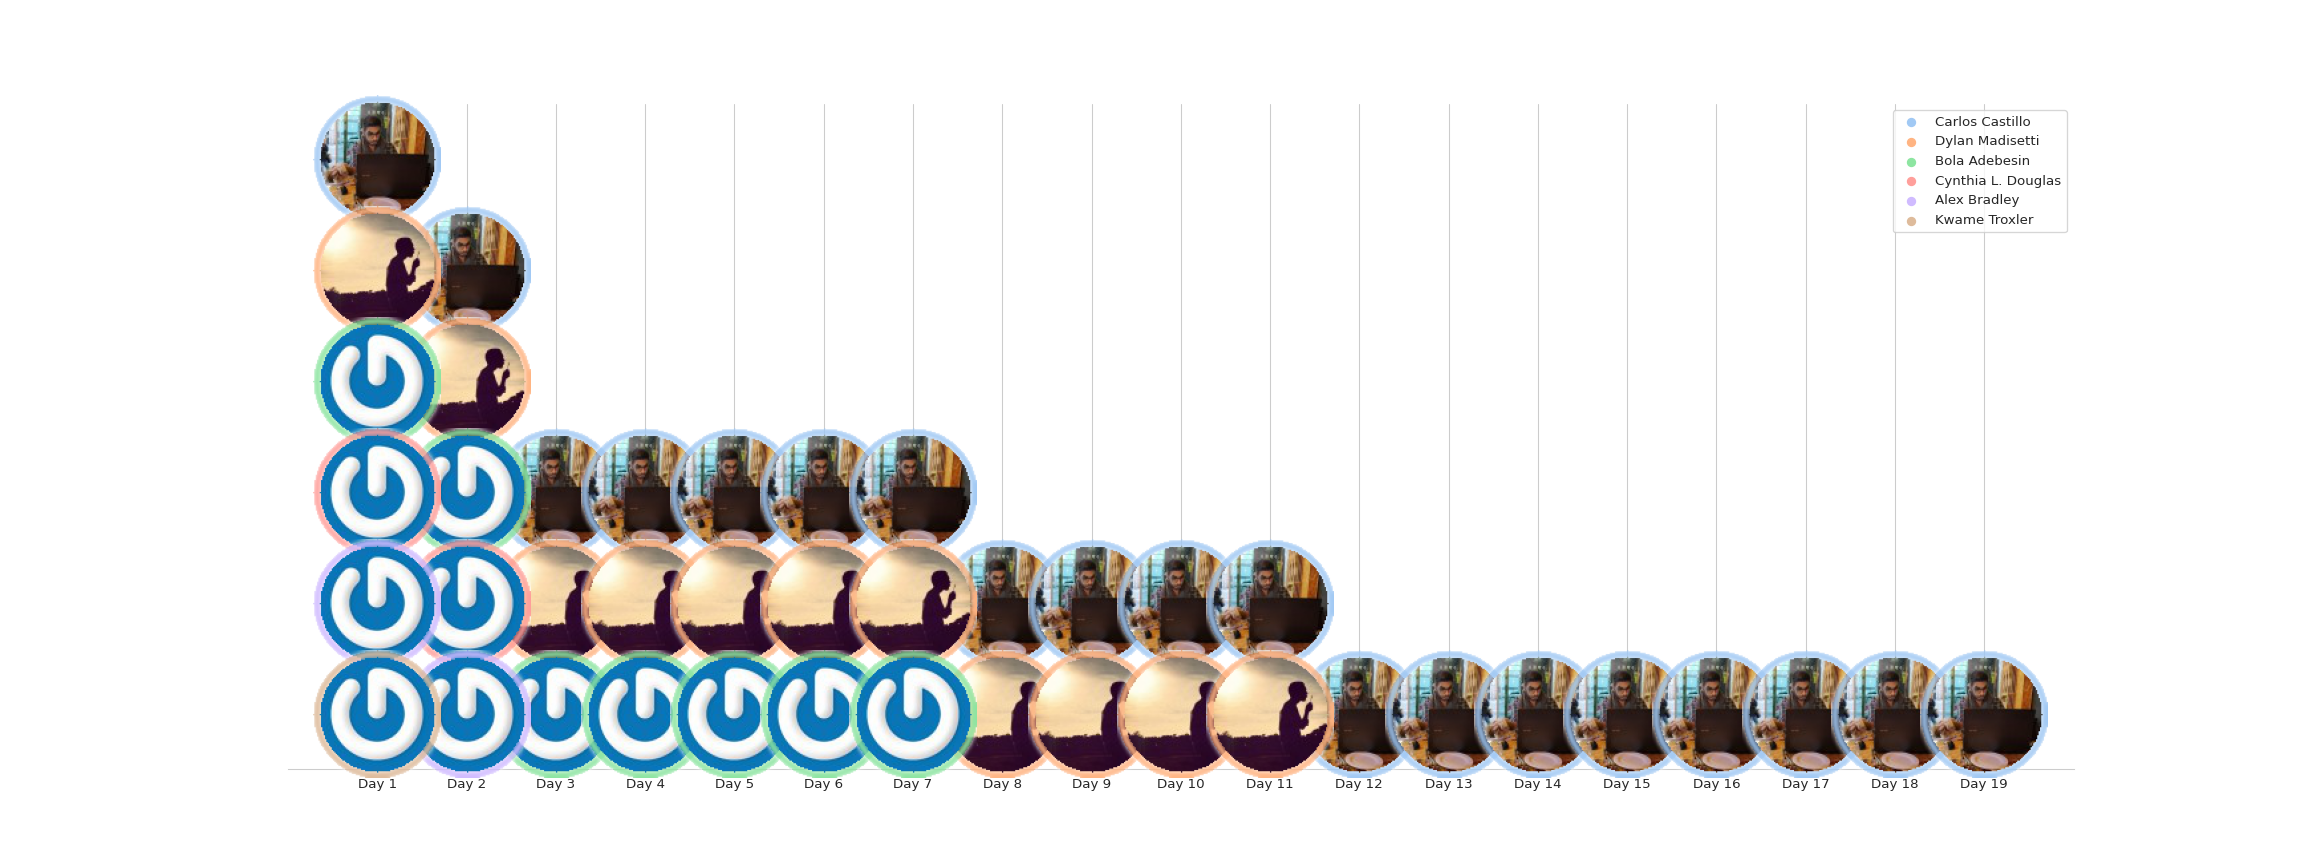 Carlos Castillo
Dylan Madisetti
Bola Adebesin
Cynthia L. Douglas
Alex Bradley
Kwame Troxler
Day 1 Day 2 Day 3 Day 4 Day 5 Day 6 Day 7 Day 8 Day 9 Day 10 Day 11 Day 12 Day 13 Day 14 Day 15 Day 16 Day 17 Day 18 Day 19